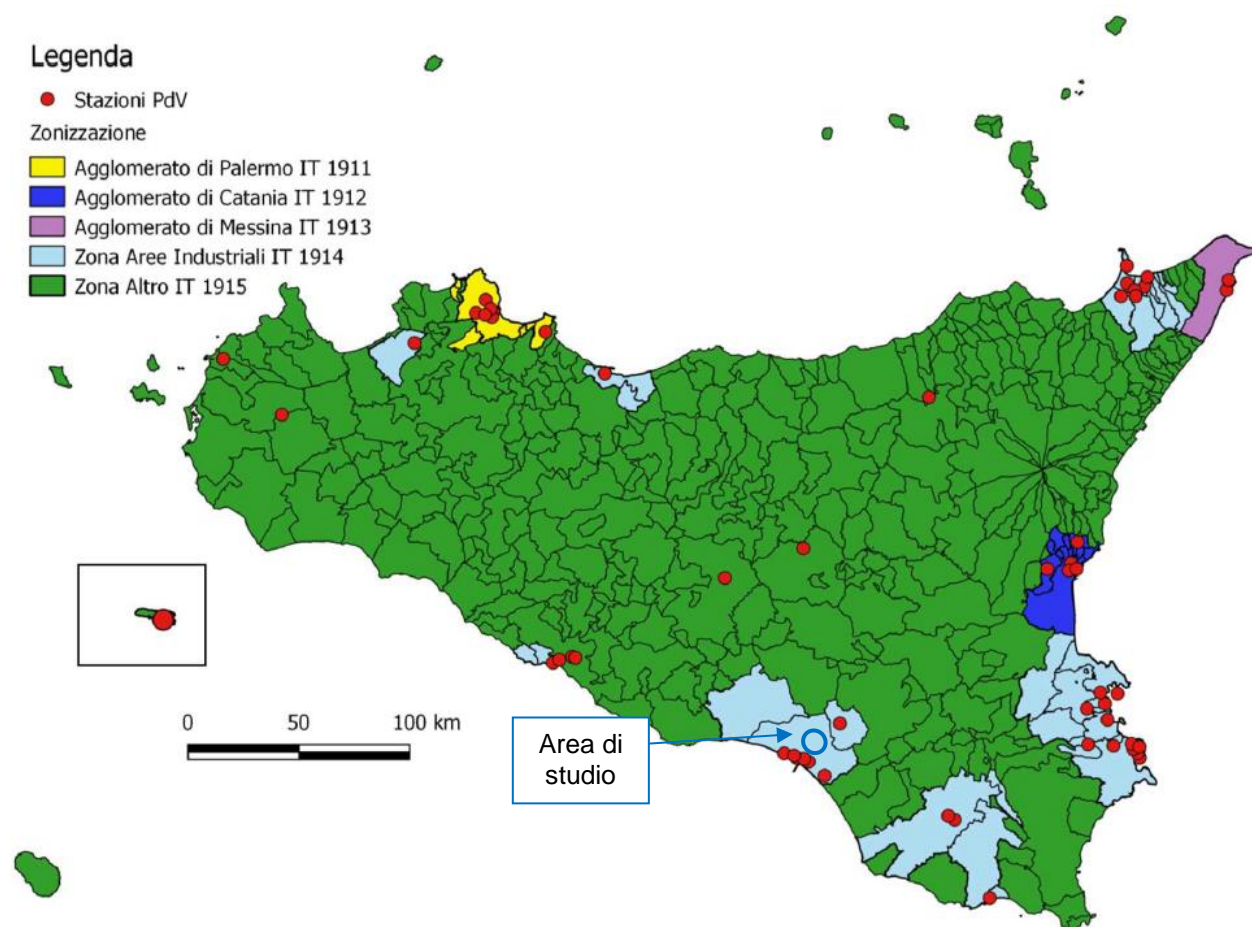 Legenda
Stazioni PdV
Zonizzazione
Agglomerato di Palermo IT 1911
Agglomerato di Catania IT 1912
Agglomerato di Messina IT 1913
Zona Aree Industriali IT 1914
Zona Altro IT 1915
0 50 100 km
Area di
studio